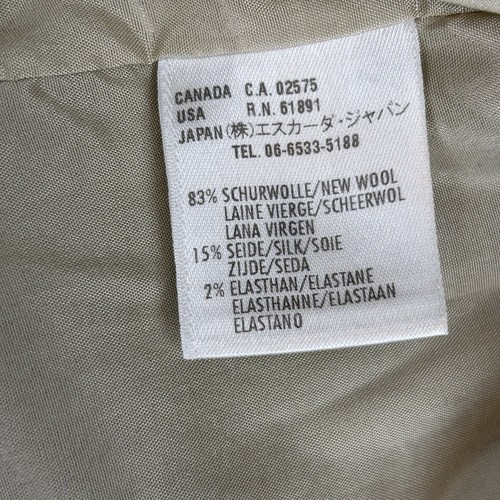 CANADA C.A. 02575
USA R.N. 61891
JAPAN (株)エスカーダ・ジャパン
TEL. 06-6533-5188
83% SCHURWOLLE/NEW WOOL
LAINE VIERGE/SCHEERWOL
LANA VIRGEN
15% SEIDE/SILK/SOIE
ZIJDE/SEDA
2% ELASTHAN/ELASTANE
ELASTHANNE/ELASTAAN
ELASTANO